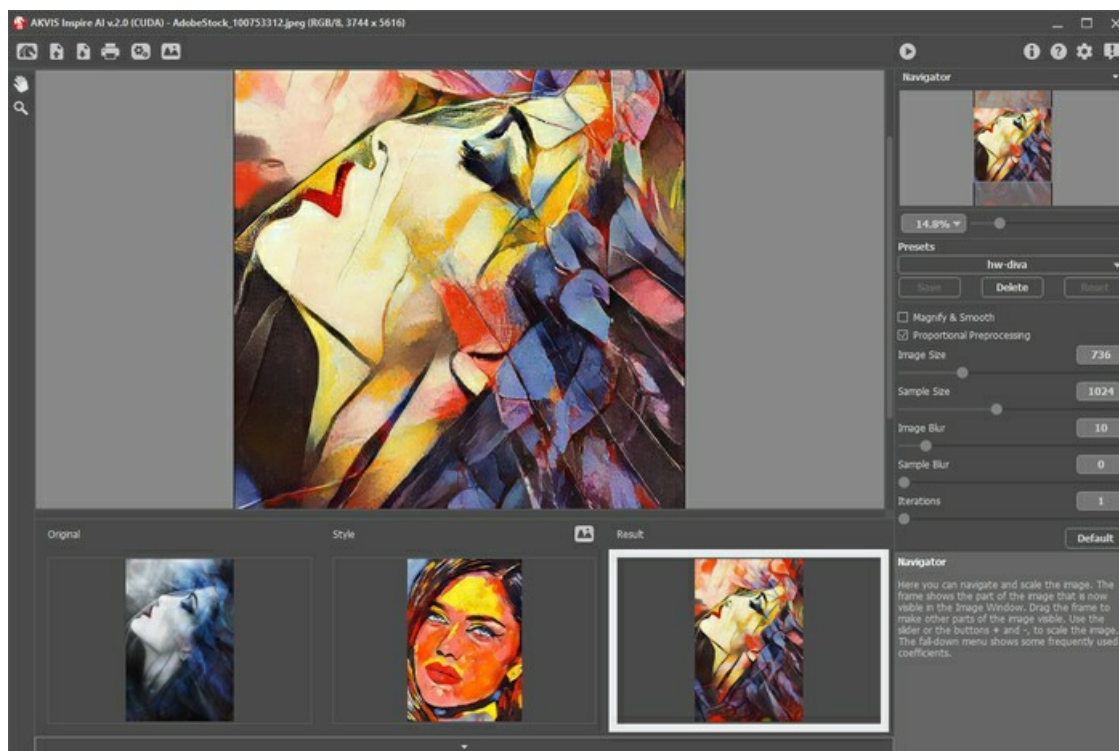 AKVIS Inspire AI v.2.0 (CUDA) - AdobeStock_100753312.jpeg (RGB/8, 3744 x 5616)
Navigator
14.8%
Presets
hw-diva
Save
Delete
Reset
Magnify & Smooth
Proportional Preprocessing
Image Size
736
Sample Size
1024
Image Blur
10
Sample Blur
0
Iterations
1
Default
Original
Style
Result
Navigator
Here you can navigate and scale the image. The
frame shows the part of the image that is now
visible in the Image Window. Drag the frame to
make other parts of the image visible. Use the
slider or the buttons + and -, to scale the image.
The fall-down menu shows some frequently used
coefficients.